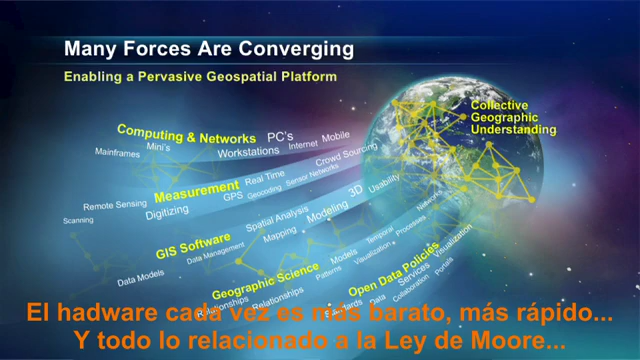 Many Forces Are Converging
Enabling a Pervasive Geospatial Platform
Collective
Geographic
Understanding
Computing & Networks
Mainframes
Mini's
Workstations
PC's
Internet
Mobile
Measurement
Remote Sensing
Scanning
Digitizing
GPS
Real Time
Geocoding
Sensor Networks
Crowd Sourcing
GIS Software
Data Models
Data Management
Spatial Analysis
Mapping
Modeling
3D
Usability
Geographic Science
Relationships
Relationships
Patterns
Models
Visualization
Temporal
Processes
Networks
Open Data Policies
Standards
Data
Services
Collaboration
Portals
Visualization
El hadware cada vez es más barato, más rápido...
Y todo lo relacionado a la Ley de Moore...